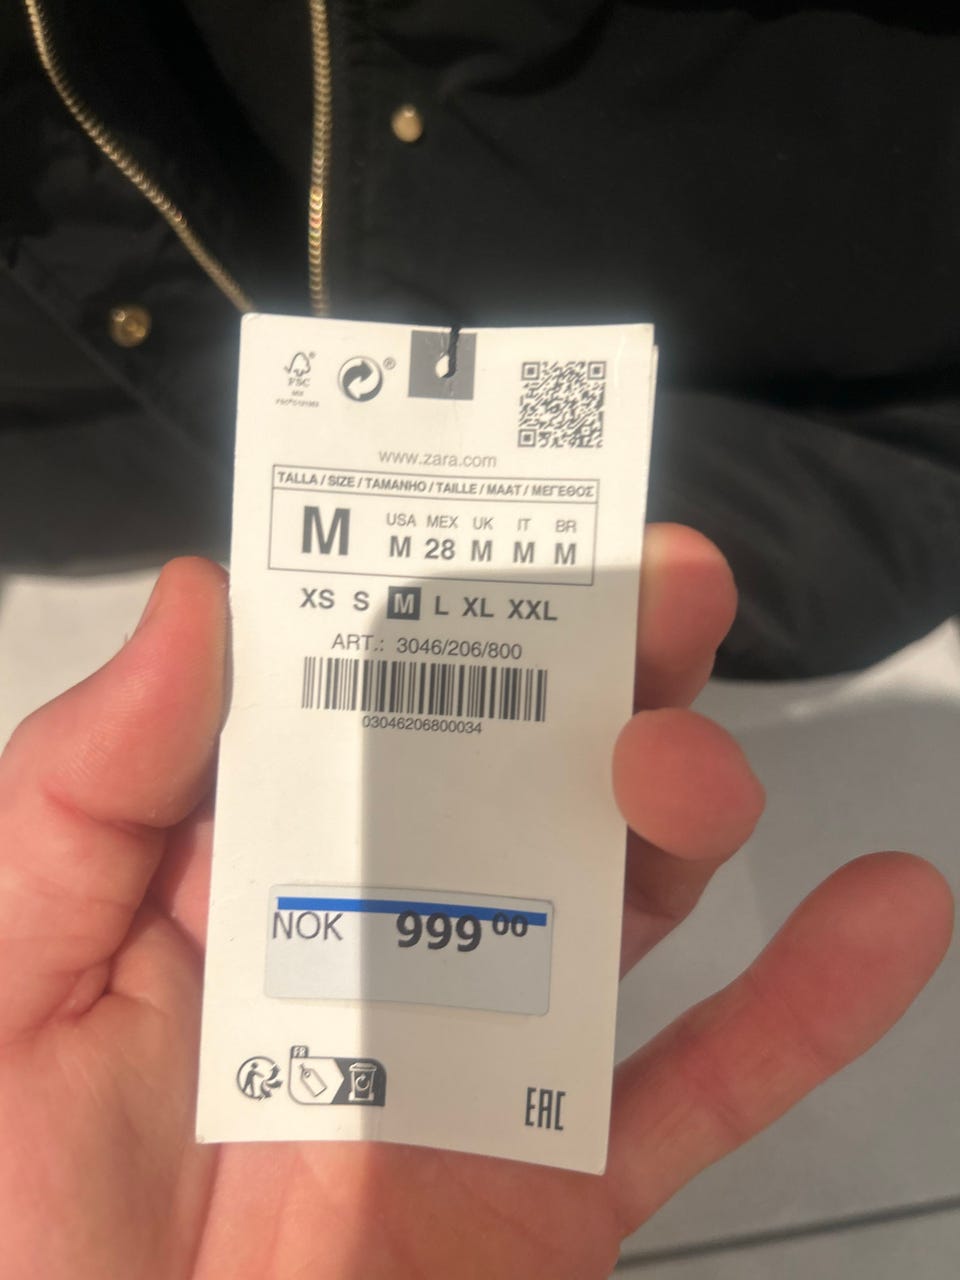 FSC
www.zara.com
TALLA / SIZE / TAMANHO / TAILLE / MAAT / ΜΕΓΕΘΟΣ
M
USA MEX UK IT BR
M 28 M M M
XS S M L XL XXL
ART.: 3046/206/800
03046206800034
NOK 999 00
FR
EAC